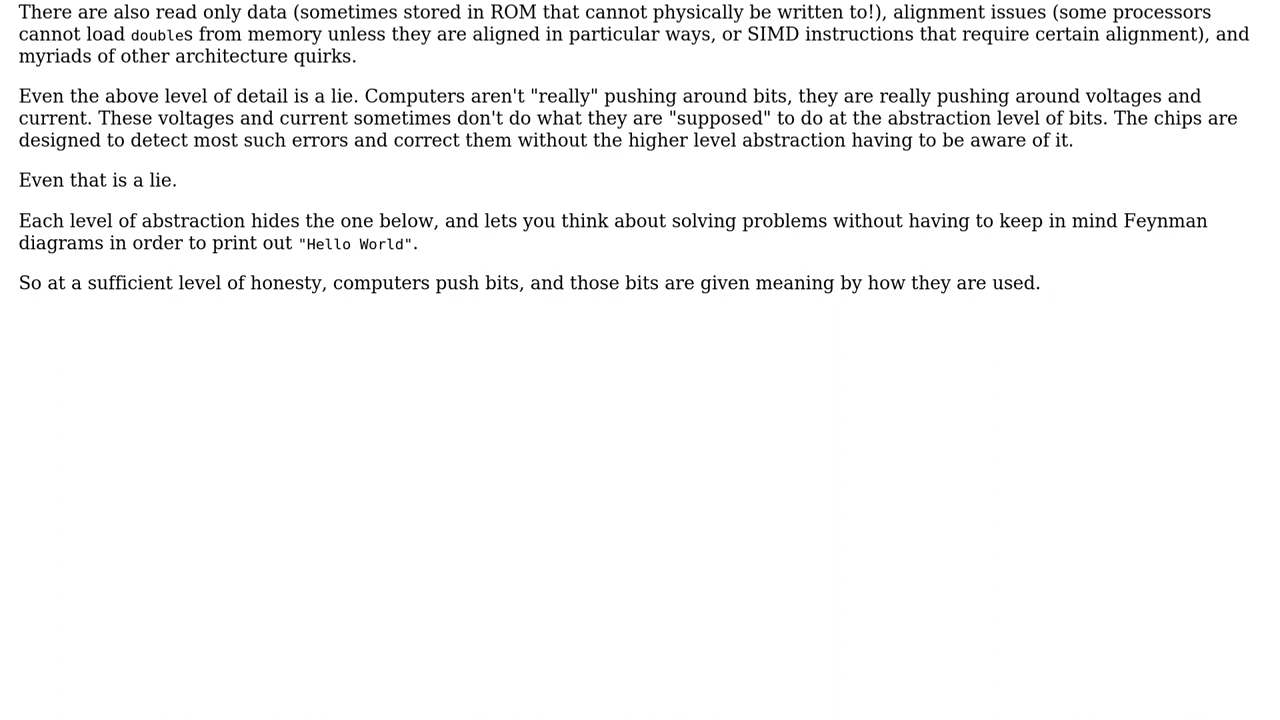 There are also read only data (sometimes stored in ROM that cannot physically be written to!), alignment issues (some processors
cannot load doubles from memory unless they are aligned in particular ways, or SIMD instructions that require certain alignment), and
myriads of other architecture quirks.
Even the above level of detail is a lie. Computers aren't "really" pushing around bits, they are really pushing around voltages and
current. These voltages and current sometimes don't do what they are "supposed" to do at the abstraction level of bits. The chips are
designed to detect most such errors and correct them without the higher level abstraction having to be aware of it.
Even that is a lie.
Each level of abstraction hides the one below, and lets you think about solving problems without having to keep in mind Feynman
diagrams in order to print out "Hello World".
So at a sufficient level of honesty, computers push bits, and those bits are given meaning by how they are used.